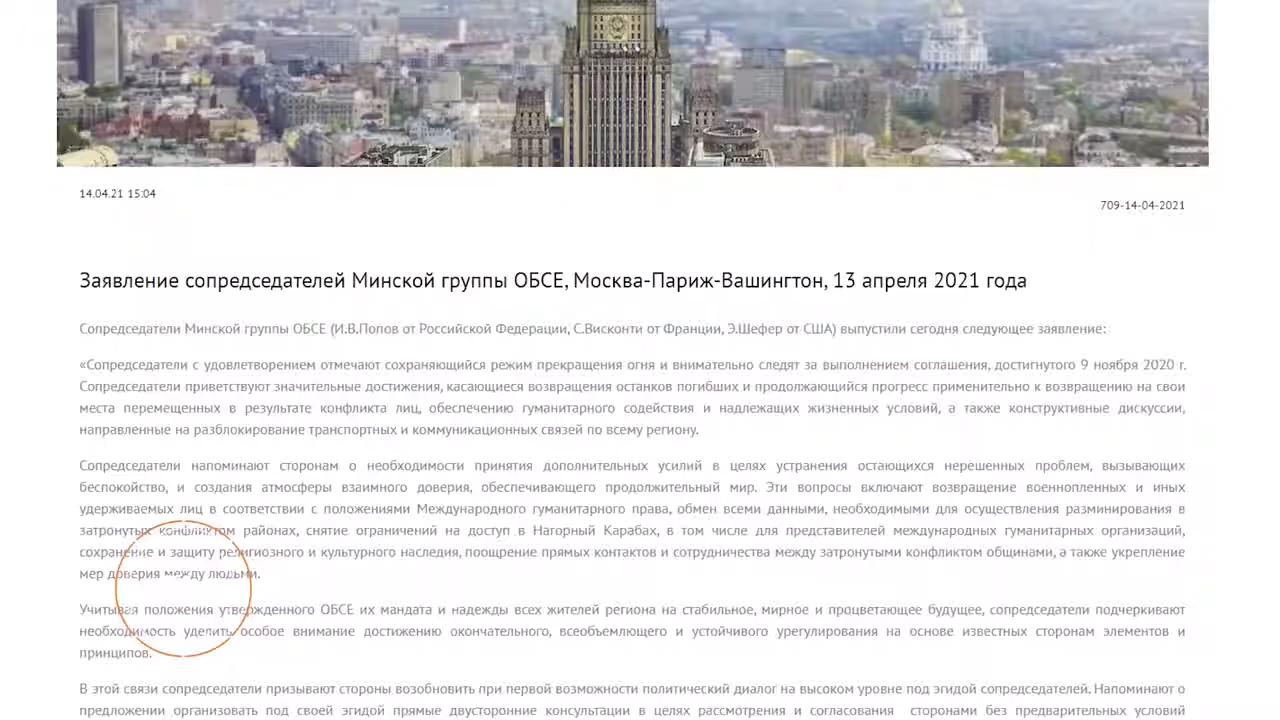 14.04.21 15:04
709-14-04-2021
Заявление сопредседателей Минской группы ОБСЕ, Москва-Париж-Вашингтон, 13 апреля 2021 года
Сопредседатели Минской группы ОБСЕ (И.В.Попов от Российской Федерации, С.Висконти от Франции, Э.Шефер от США) выпустили сегодня следующее заявление:
«Сопредседатели с удовлетворением отмечают сохраняющийся режим прекращения огня и внимательно следят за выполнением соглашения, достигнутого 9 ноября 2020 г.
Сопредседатели приветствуют значительные достижения, касающиеся возвращения останков погибших и продолжающийся прогресс применительно к возвращению на свои
места перемещенных в результате конфликта лиц, обеспечению гуманитарного содействия и надлежащих жизненных условий, а также конструктивные дискуссии,
направленные на разблокирование транспортных и коммуникационных связей по всему региону.
Сопредседатели напоминают сторонам о необходимости принятия дополнительных усилий в целях устранения остающихся нерешенных проблем, вызывающих
беспокойство, и создания атмосферы взаимного доверия, обеспечивающего продолжительный мир. Эти вопросы включают возвращение военнопленных и иных
удерживаемых лиц в соответствии с положениями Международного гуманитарного права, обмен всеми данными, необходимыми для осуществления разминирования в
затронутых конфликтом районах, снятие ограничений на доступ в Нагорный Карабах, в том числе для представителей международных гуманитарных организаций,
сохранение и защиту религиозного и культурного наследия, поощрение прямых контактов и сотрудничества между затронутыми конфликтом общинами, а также укрепление
мер доверия между людьми.
Учитывая положения утвержденного ОБСЕ их мандата и надежды всех жителей региона на стабильное, мирное и процветающее будущее, сопредседатели подчеркивают
необходимость уделить особое внимание достижению окончательного, всеобъемлющего и устойчивого урегулирования на основе известных сторонам элементов и
принципов.
В этой связи сопредседатели призывают стороны возобновить при первой возможности политический диалог на высоком уровне под эгидой сопредседателей. Напоминают о
предложении организовать под своей эгидой прямые двусторонние консультации в целях рассмотрения и согласования сторонами без предварительных условий